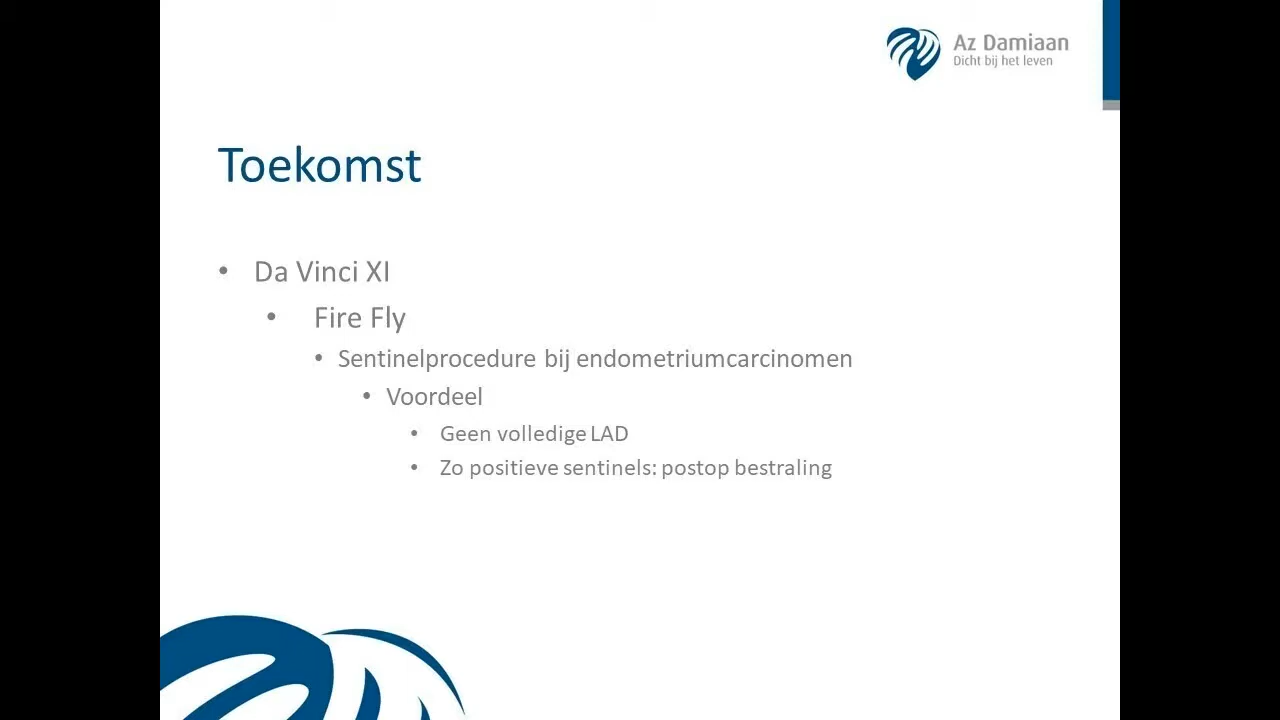 Az Damiaan
Dicht bij het leven
Toekomst
• Da Vinci XI
• Fire Fly
• Sentinelprocedure bij endometriumcarcinomen
• Voordeel
• Geen volledige LAD
• Zo positieve sentinels: postop bestraling